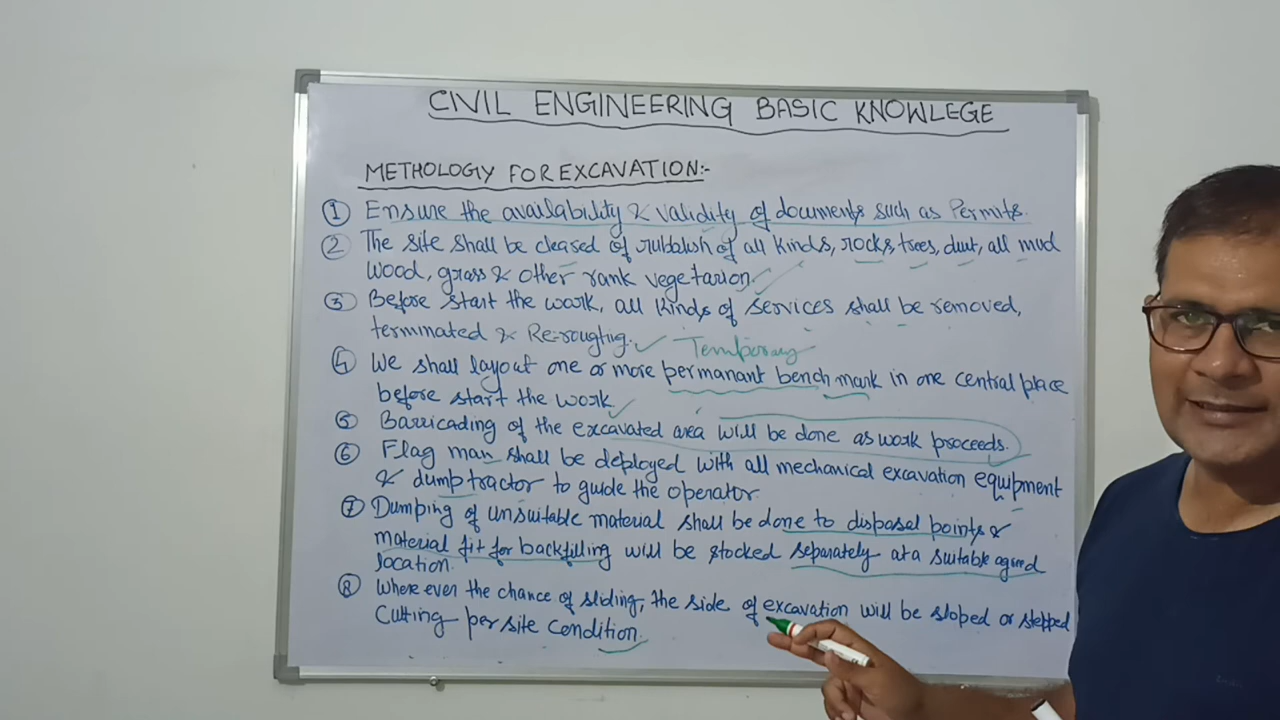 CIVIL ENGINEERING BASIC KNOWLEGE
METHOLOGY FOR EXCAVATION:-
① Ensure the availability & validity of documents such as Permits.
② The site shall be cleased of rubbish of all kinds, rocks, trees, dust, all mud
wood, grass & other rank vegetarion.
③ Before start the work, all kinds of services shall be removed,
terminated & Re-roughting.
Temporary
④ We shall layout one or more permanant bench mark in one central place
before start the work
⑤ Barricading of the excavated area will be done as work proceeds.
⑥ Flag man shall be deployed with all mechanical excavation equipment
& dump tractor to guide the operator.
⑦ Dumping of unsuitable material shall be done to disposal points &
material fit for backfilling will be stocked separately at a suitable agreed
location.
⑧ Where ever the chance of sliding, the side of excavation will be sloped or stepped
Cutting per site condition.